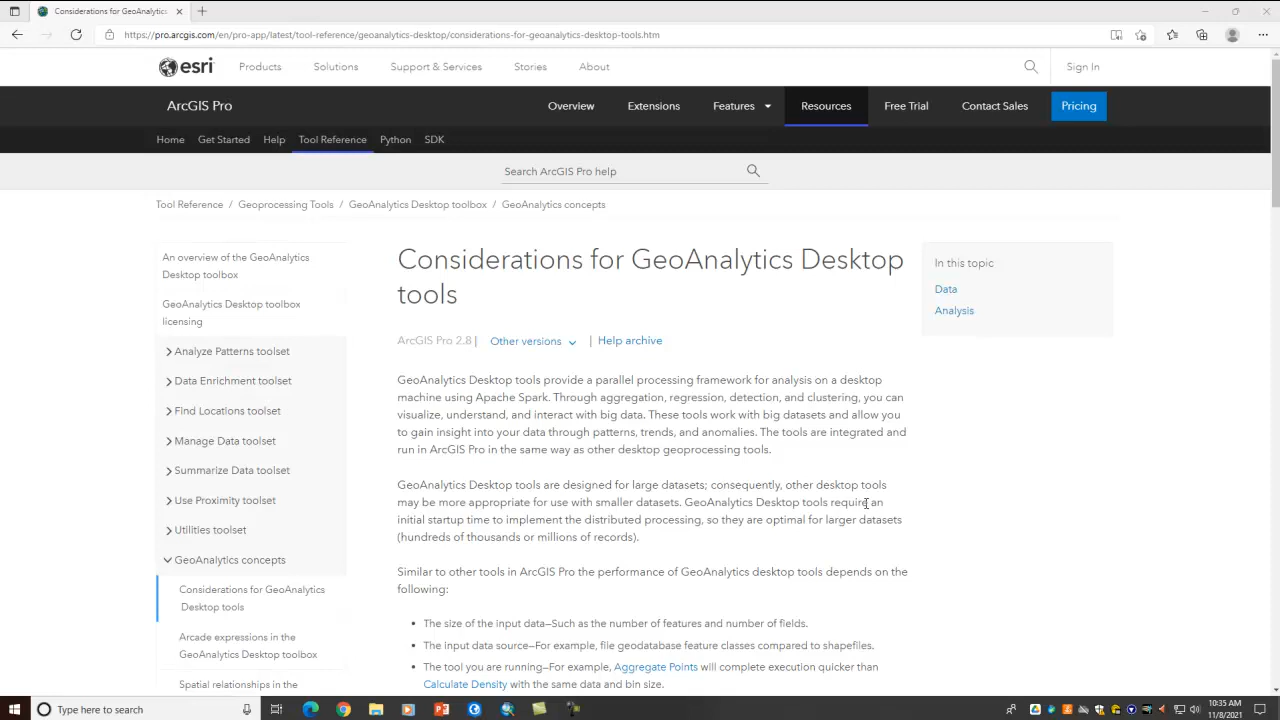 Considerations for GeoAnalytics
https://pro.arcgis.com/en/pro-app/latest/tool-reference/geoanalytics-desktop/considerations-for-geoanalytics-desktop-tools.htm
esri
Products
Solutions
Support & Services
Stories
About
Sign In
ArcGIS Pro
Overview
Extensions
Features
Resources
Free Trial
Contact Sales
Pricing
Home
Get Started
Help
Tool Reference
Python
SDK
Search ArcGIS Pro help
Tool Reference / Geoprocessing Tools / GeoAnalytics Desktop toolbox / GeoAnalytics concepts
An overview of the GeoAnalytics
Desktop toolbox
GeoAnalytics Desktop toolbox
licensing
Analyze Patterns toolset
Data Enrichment toolset
Find Locations toolset
Manage Data toolset
Summarize Data toolset
Use Proximity toolset
Utilities toolset
GeoAnalytics concepts
Considerations for GeoAnalytics
Desktop tools
Arcade expressions in the
GeoAnalytics Desktop toolbox
Spatial relationships in the
Considerations for GeoAnalytics Desktop
tools
ArcGIS Pro 2.8 | Other versions | Help archive
GeoAnalytics Desktop tools provide a parallel processing framework for analysis on a desktop
machine using Apache Spark. Through aggregation, regression, detection, and clustering, you can
visualize, understand, and interact with big data. These tools work with big datasets and allow you
to gain insight into your data through patterns, trends, and anomalies. The tools are integrated and
run in ArcGIS Pro in the same way as other desktop geoprocessing tools.
GeoAnalytics Desktop tools are designed for large datasets; consequently, other desktop tools
may be more appropriate for use with smaller datasets. GeoAnalytics Desktop tools require an
initial startup time to implement the distributed processing, so they are optimal for larger datasets
(hundreds of thousands or millions of records).
Similar to other tools in ArcGIS Pro the performance of GeoAnalytics desktop tools depends on the
following:
• The size of the input data—Such as the number of features and number of fields.
• The input data source—For example, file geodatabase feature classes compared to shapefiles.
• The tool you are running—For example, Aggregate Points will complete execution quicker than
Calculate Density with the same data and bin size.
In this topic
Data
Analysis
Type here to search
10:35 AM
11/8/2021